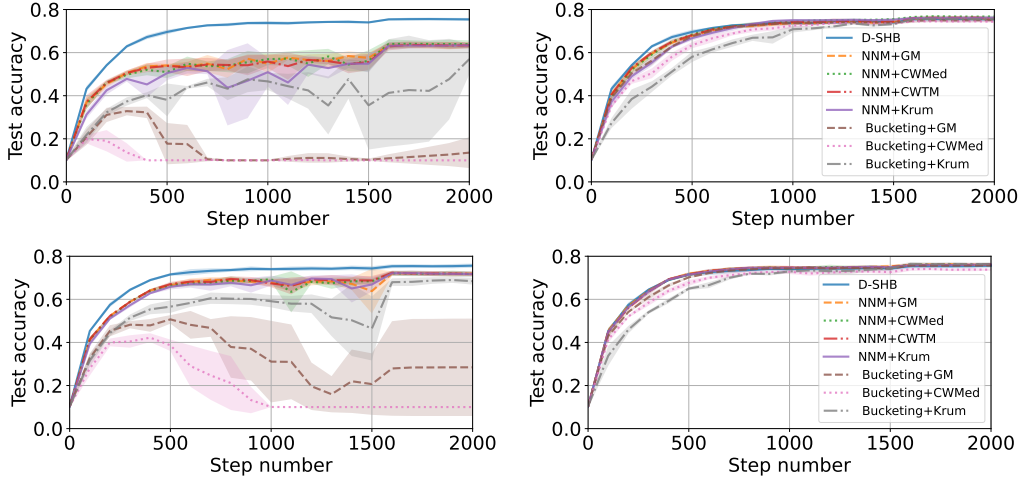 0.8
0.6
0.4
0.2
0.0
Test accuracy
0 500 1000 1500 2000
Step number
0.8
0.6
0.4
0.2
0.0
Test accuracy
D-SHB
NNM+GM
NNM+CWMed
NNM+CWTM
NNM+Krum
Bucketing+GM
Bucketing+CWMed
Bucketing+Krum
0 500 1000 1500 2000
Step number
0.8
0.6
0.4
0.2
0.0
Test accuracy
0 500 1000 1500 2000
Step number
0.8
0.6
0.4
0.2
0.0
Test accuracy
D-SHB
NNM+GM
NNM+CWMed
NNM+CWTM
NNM+Krum
Bucketing+GM
Bucketing+CWMed
Bucketing+Krum
0 500 1000 1500 2000
Step number